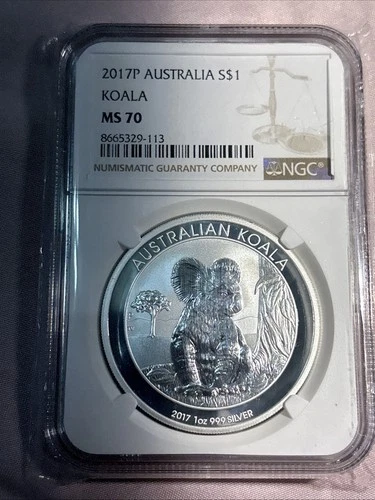 2017P AUSTRALIA S$1
KOALA
MS 70
8665329-113
NUMISMATIC GUARANTY COMPANY
NGC
AUSTRALIAN KOALA
2017 1oz 999 SILVER